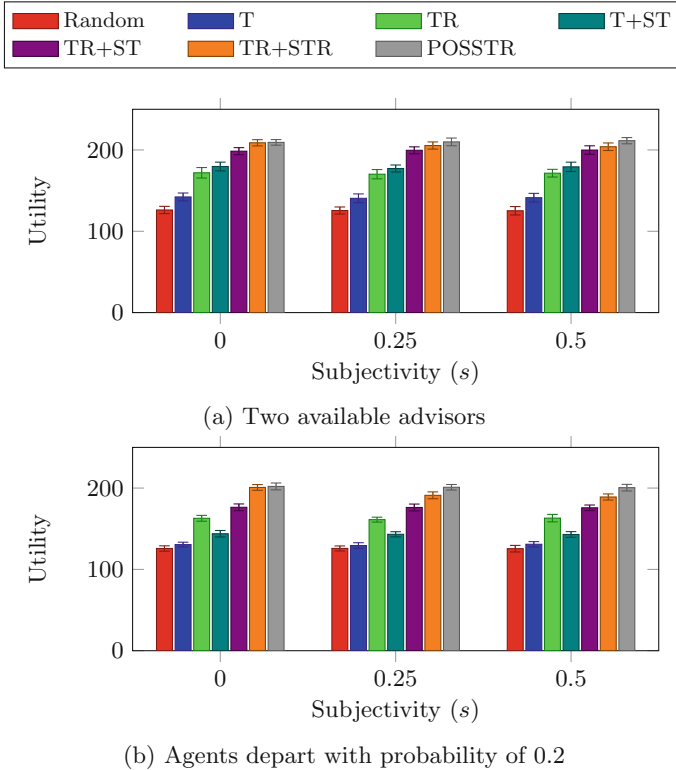 Random T TR T+ST
TR+ST TR+STR POSSTR
200
100
0
Utility
0 0.25 0.5
Subjectivity (s)
(a) Two available advisors
200
100
0
Utility
0 0.25 0.5
Subjectivity (s)
(b) Agents depart with probability of 0.2